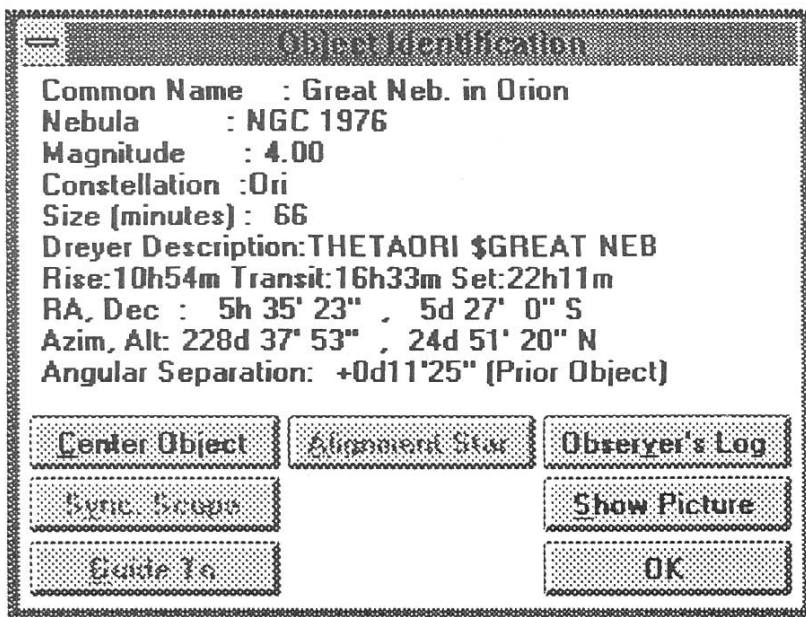 Object Identification
Common Name : Great Neb. in Orion
Nebula : NGC 1976
Magnitude : 4.00
Constellation :Ori
Size (minutes) : 66
Dreyer Description:THETAORI $GREAT NEB
Rise:10h54m Transit:16h33m Set:22h11m
RA, Dec : 5h 35' 23" , 5d 27' 0" S
Azim, Alt: 228d 37' 53" , 24d 51' 20" N
Angular Separation: +0d11'25" (Prior Object)
Center Object Alignment Star Observer's Log
Sync. Scope Show Picture
Guide To OK